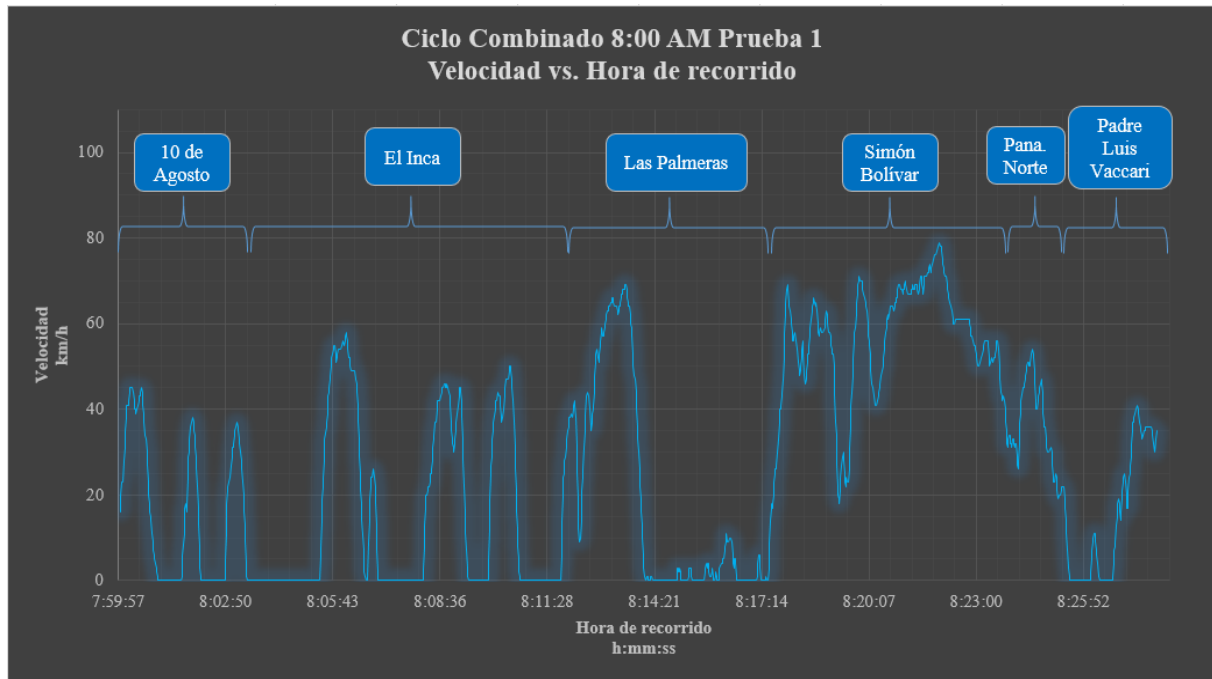 Ciclo Combinado 8:00 AM Prueba 1
Velocidad vs. Hora de recorrido
10 de
Agosto
El Inca
Las Palmeras
Simón
Bolívar
Pana.
Norte
Padre
Luis
Vaccari
100
80
60
40
20
0
Velocidad
km/h
7:59:57
8:02:50
8:05:43
8:08:36
8:11:28
8:14:21
8:17:14
8:20:07
8:23:00
8:25:52
Hora de recorrido
h:mm:ss